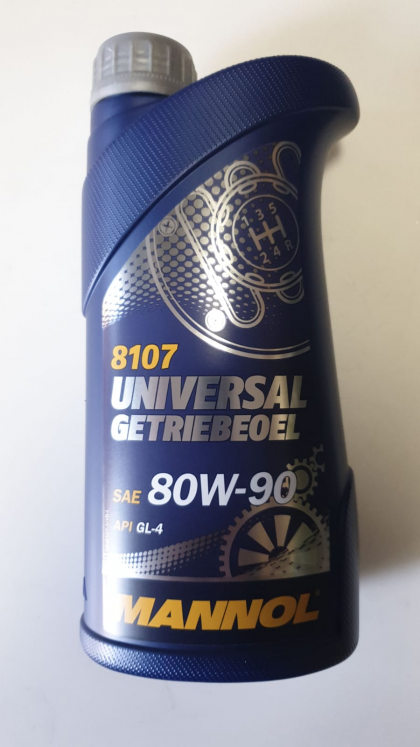 1 3 5
2 4 R
8107
UNIVERSAL
GETRIEBEOEL
SAE 80W-90
API GL-4
MANNOL